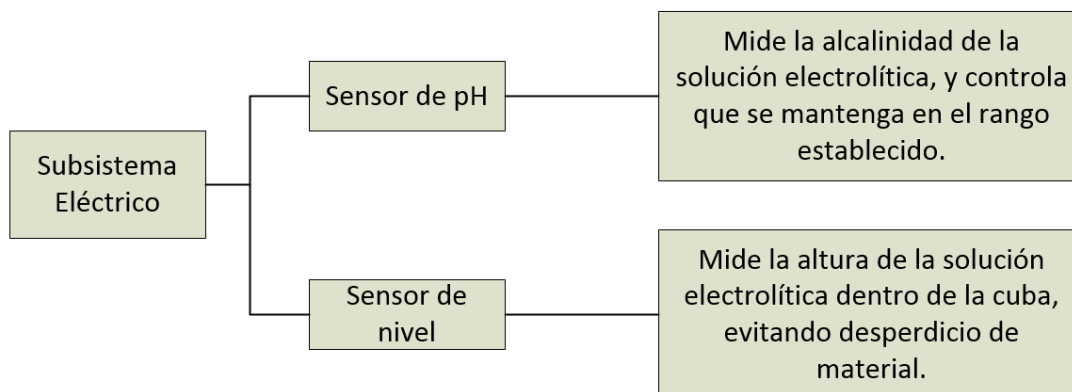 Subsistema
Eléctrico
Sensor de pH
Mide la alcalinidad de la
solución electrolítica, y controla
que se mantenga en el rango
establecido.
Sensor de
nivel
Mide la altura de la solución
electrolítica dentro de la cuba,
evitando desperdicio de
material.